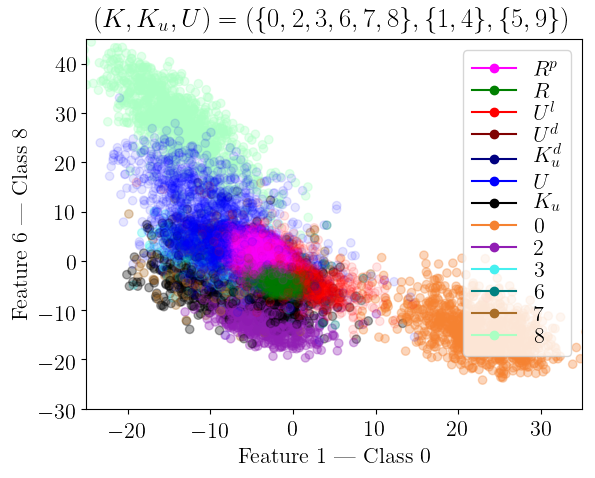 (K, K_u, U) = ({0, 2, 3, 6, 7, 8}, {1, 4}, {5, 9})
40
30
20
10
0
−10
−20
−30
Feature 6 — Class 8
R^p
R
U^l
U^d
K_u^d
U
K_u
0
2
3
6
7
8
−20 −10 0 10 20 30
Feature 1 — Class 0